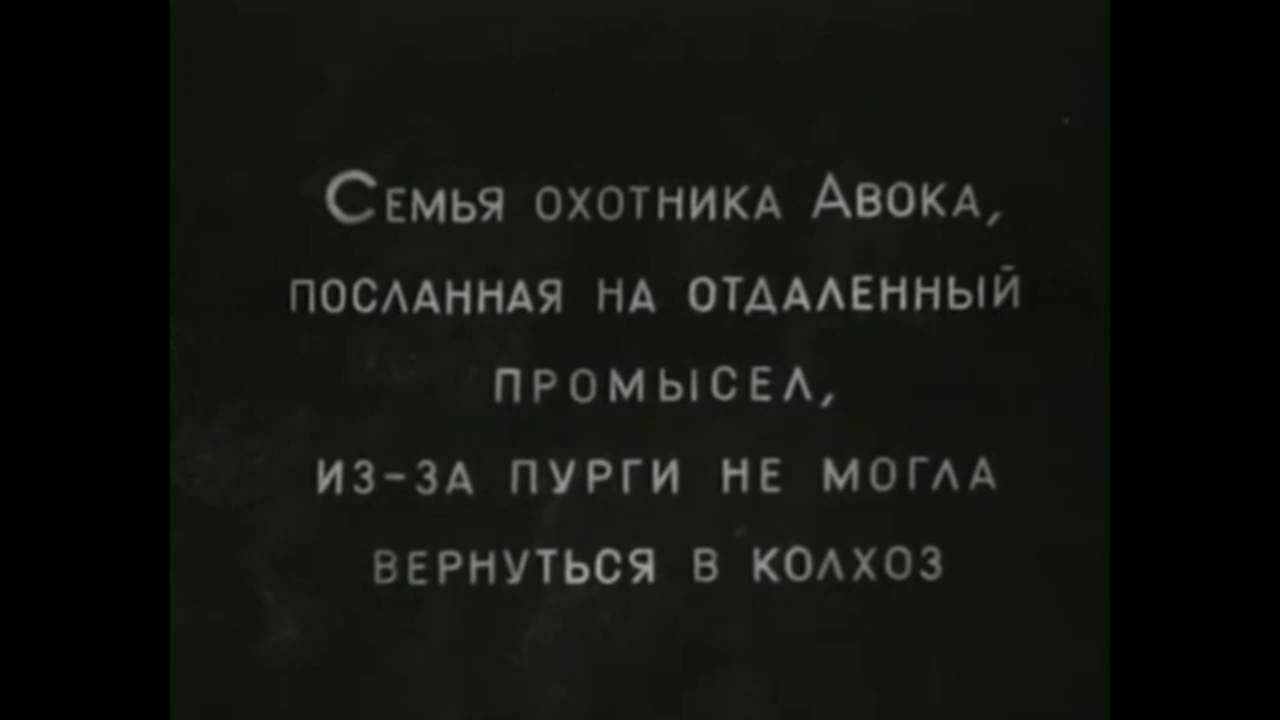 Семья охотника Авока,
посланная на отдаленный
промысел,
из-за пурги не могла
вернуться в колхоз